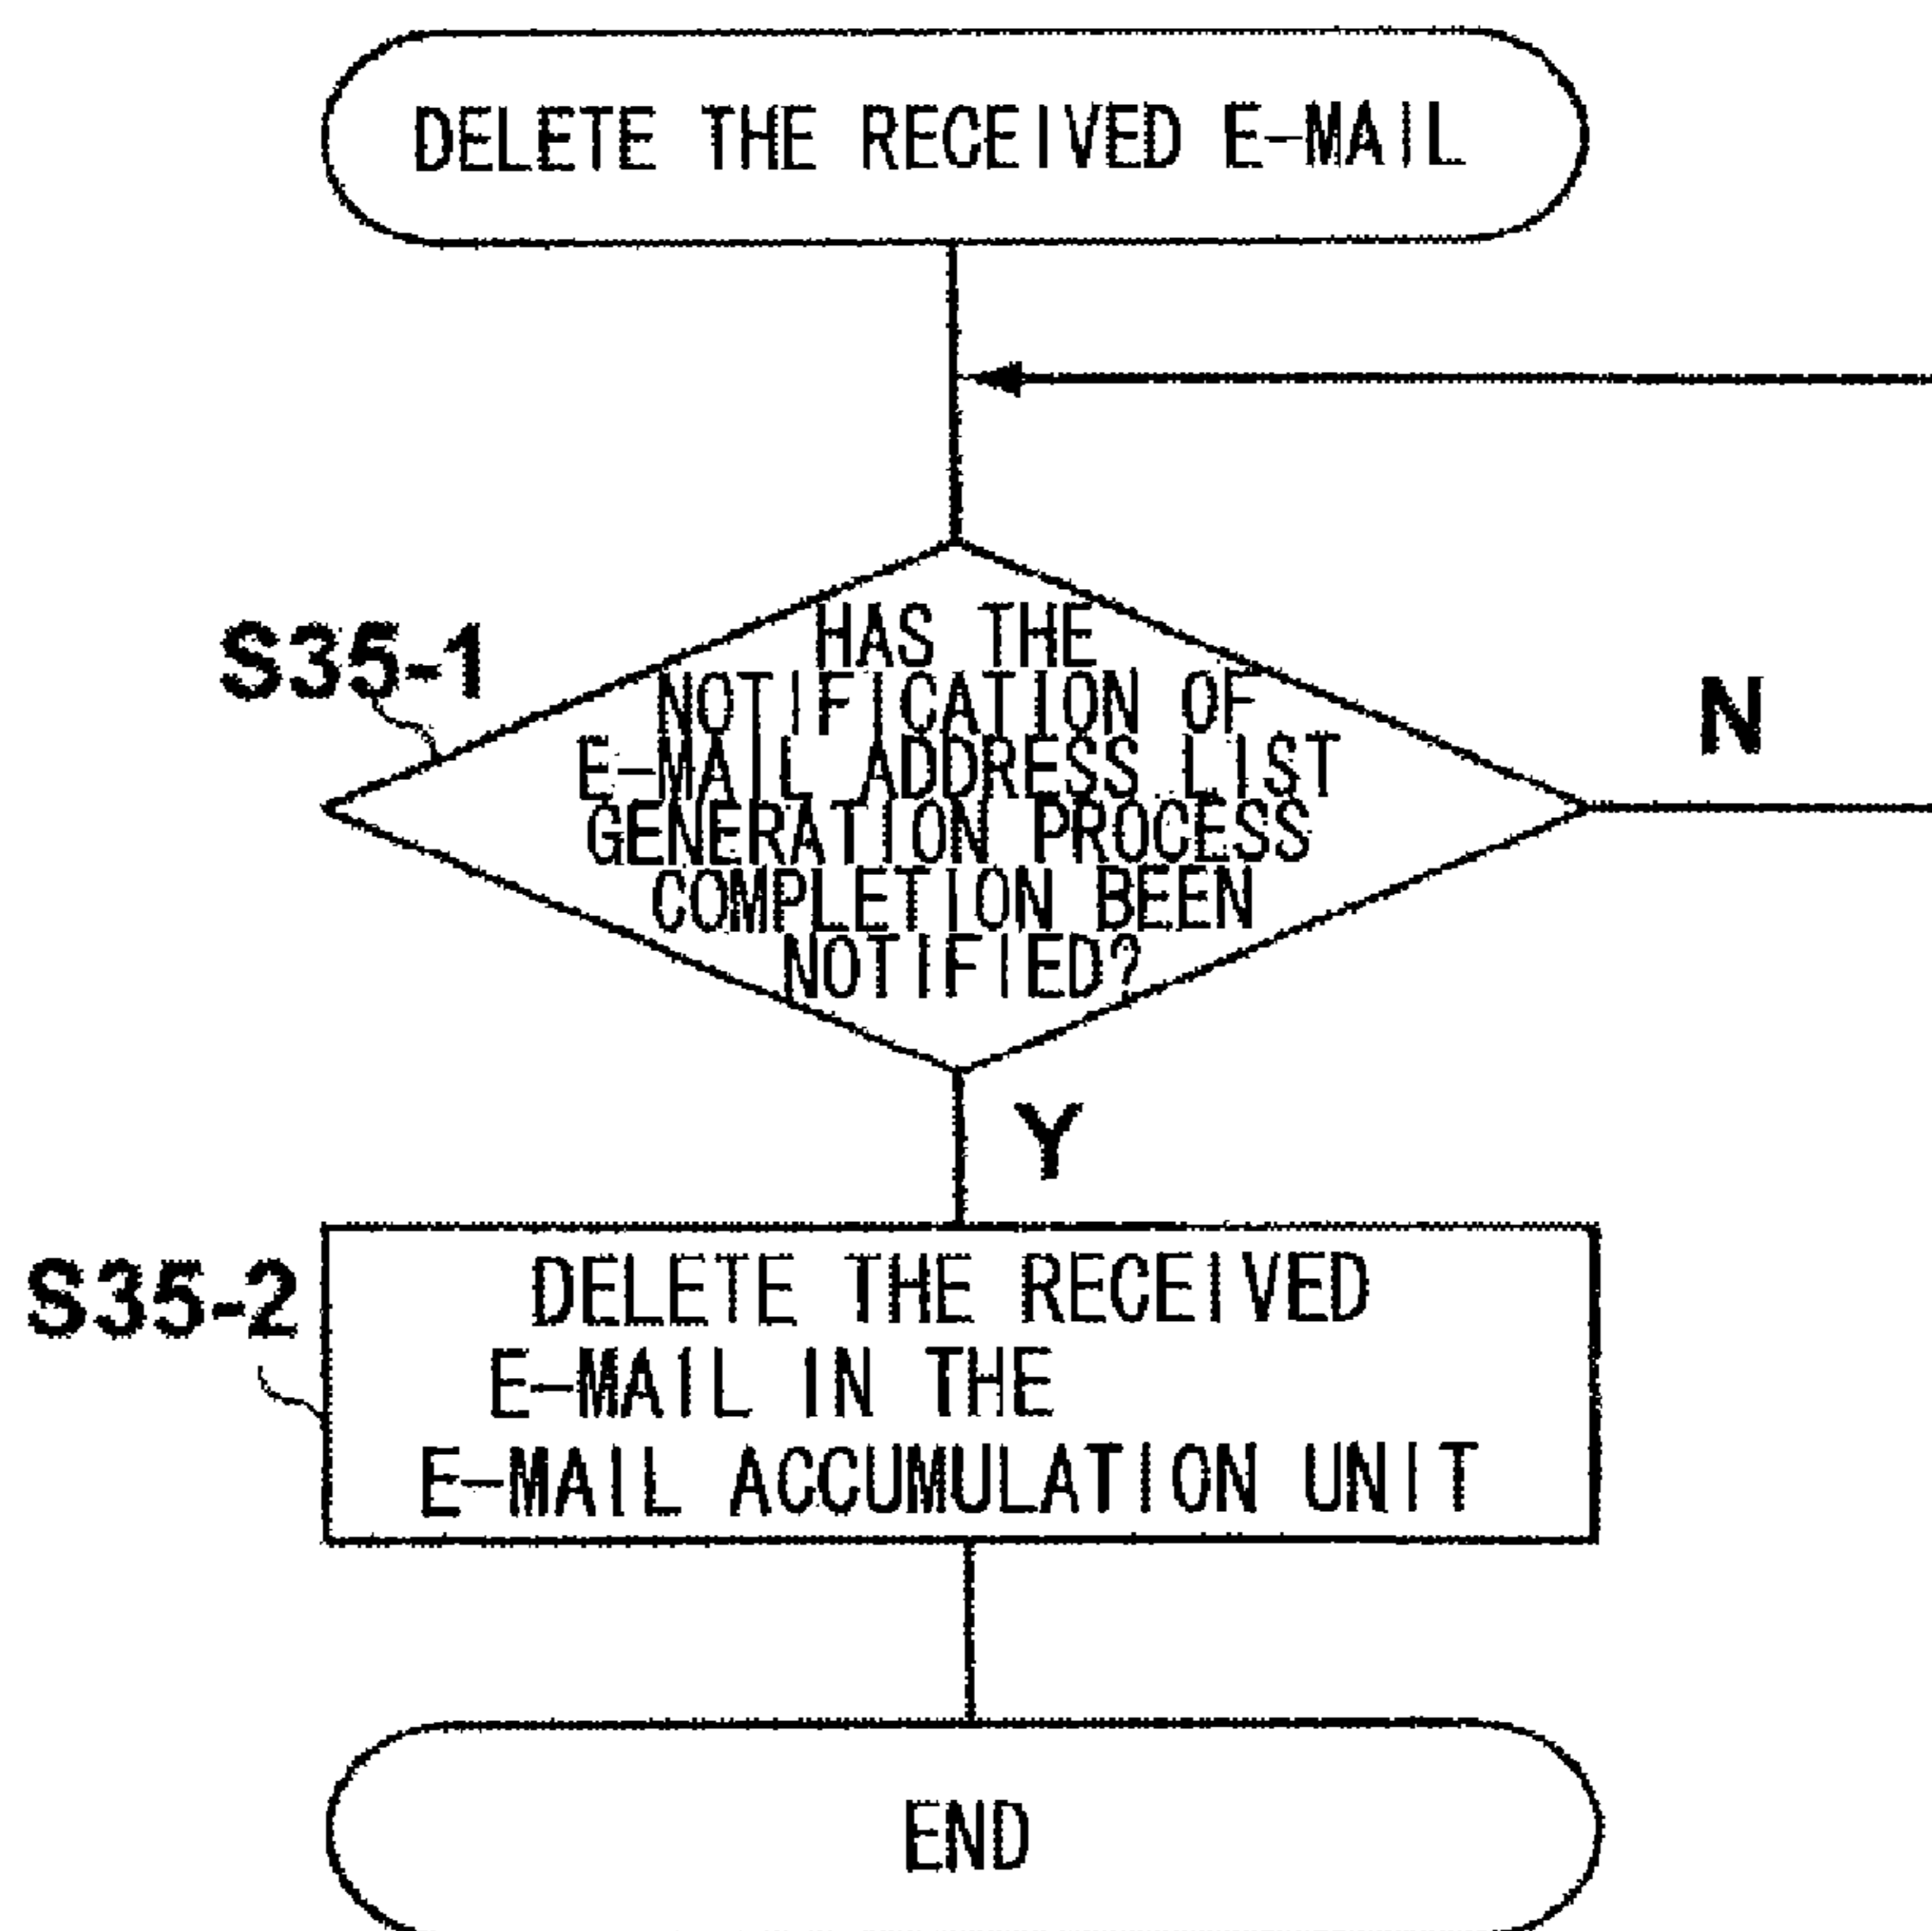 DELETE THE RECEIVED E-MAIL
S35-1
HAS THE
NOTIFICATION OF
E-MAIL ADDRESS LIST
GENERATION PROCESS
COMPLETION BEEN
NOTIFIED?
N
Y
S35-2
DELETE THE RECEIVED
E-MAIL IN THE
E-MAIL ACCUMULATION UNIT
END